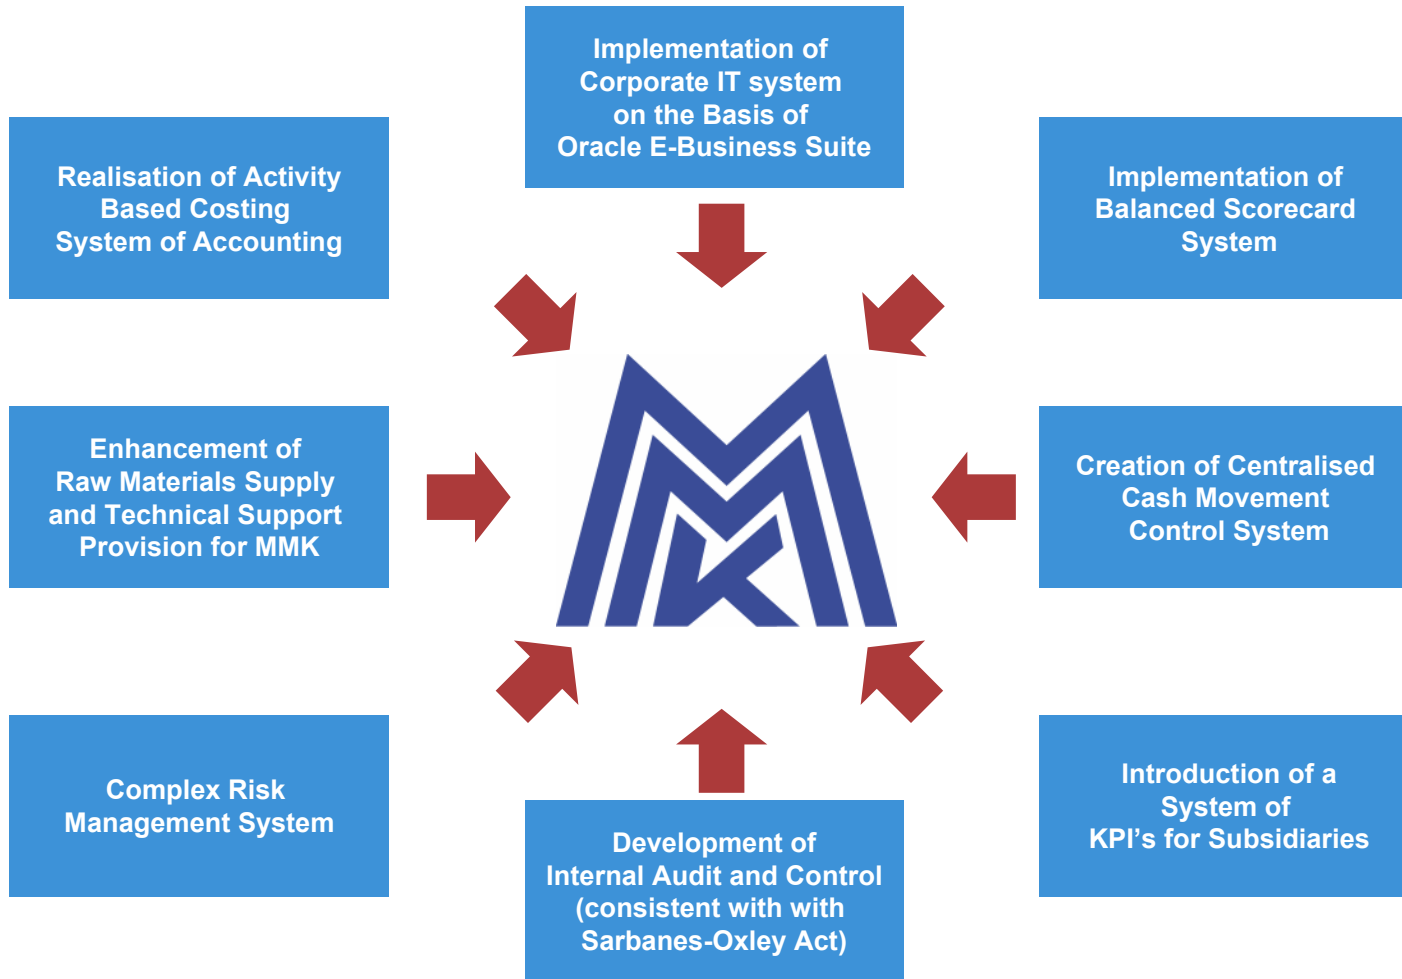 Implementation of
Corporate IT system
on the Basis of
Oracle E-Business Suite
Realisation of Activity
Based Costing
System of Accounting
Implementation of
Balanced Scorecard
System
Enhancement of
Raw Materials Supply
and Technical Support
Provision for MMK
MMK
Creation of Centralised
Cash Movement
Control System
Complex Risk
Management System
Development of
Internal Audit and Control
(consistent with with
Sarbanes-Oxley Act)
Introduction of a
System of
KPI’s for Subsidiaries